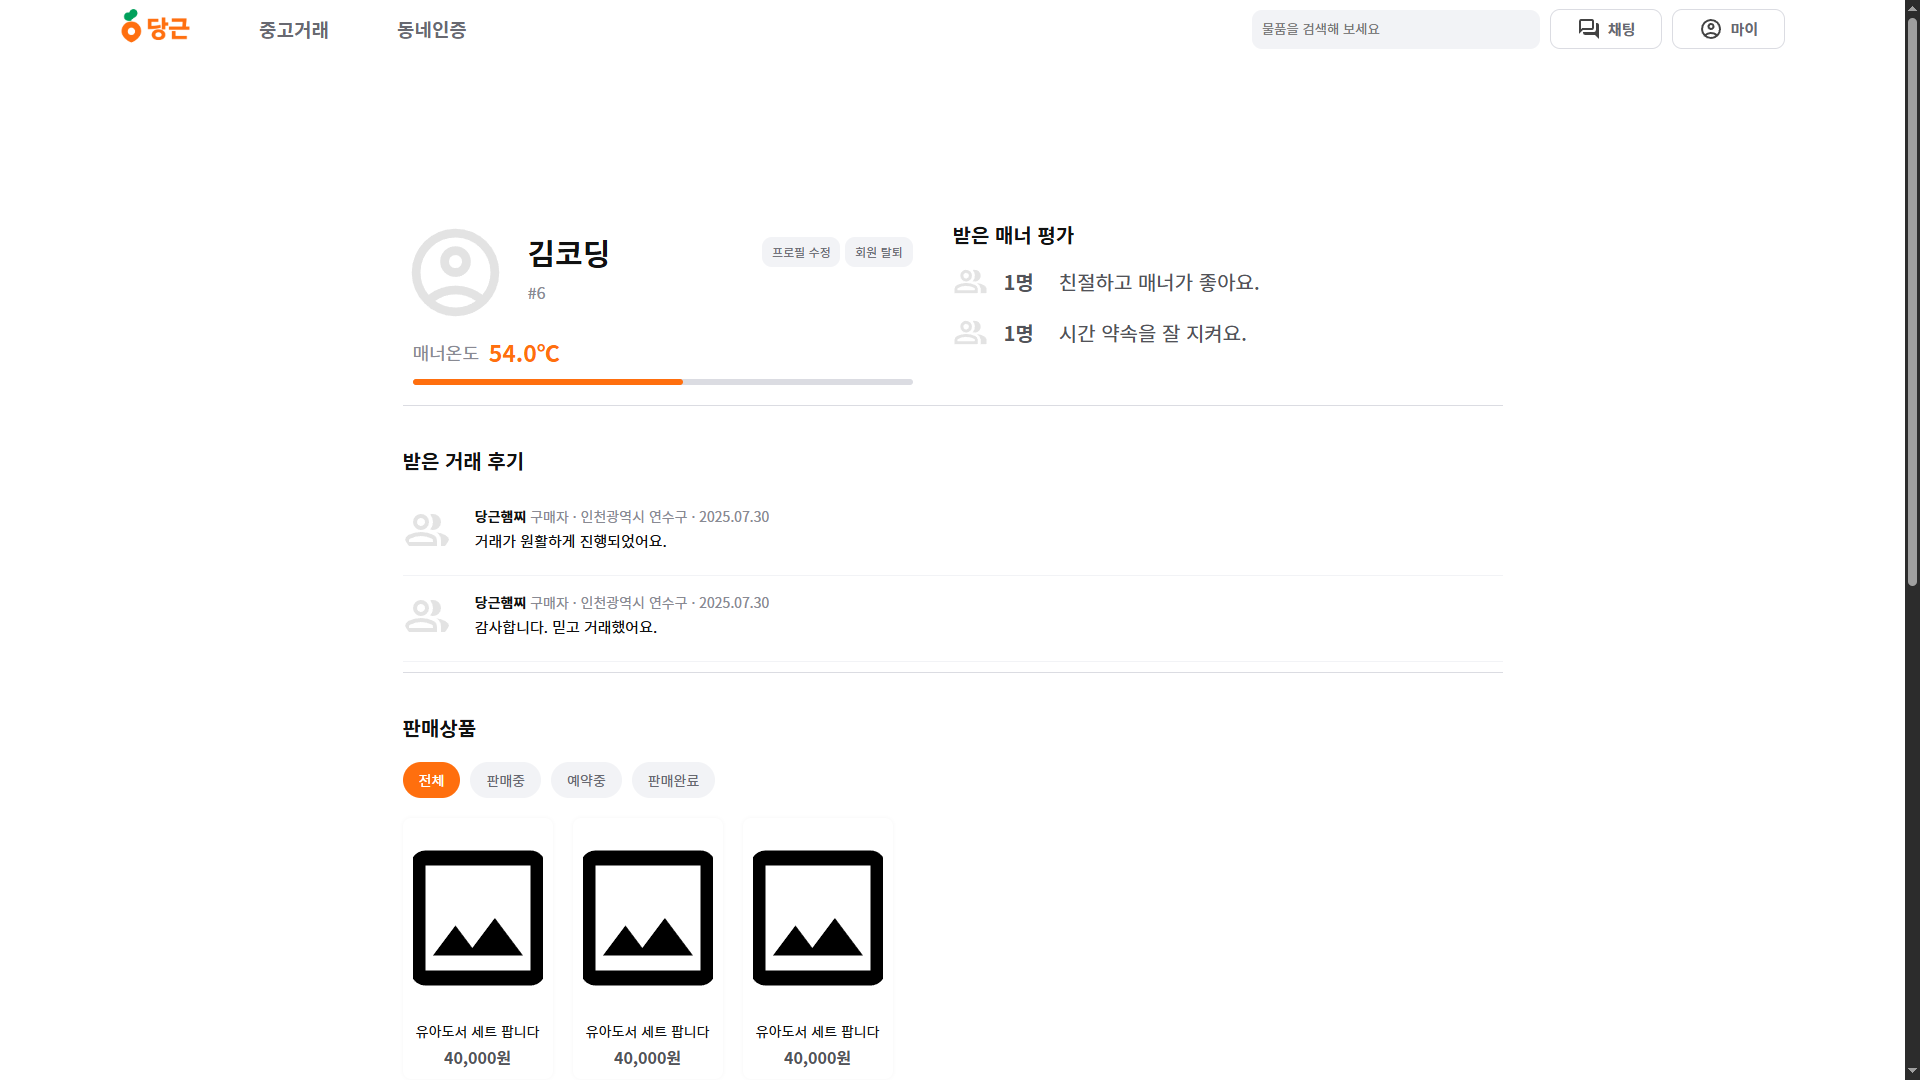 당근 중고거래 동네인증 물품을 검색해 보세요 채팅 마이
김코딩 프로필 수정 회원 탈퇴
#6
매너온도 54.0℃
받은 매너 평가
1명 친절하고 매너가 좋아요.
1명 시간 약속을 잘 지켜요.
받은 거래 후기
당근햄찌 구매자 · 인천광역시 연수구 · 2025.07.30
거래가 원활하게 진행되었어요.
당근햄찌 구매자 · 인천광역시 연수구 · 2025.07.30
감사합니다. 믿고 거래했어요.
판매상품
전체 판매중 예약중 판매완료
유아도서 세트 팝니다 유아도서 세트 팝니다 유아도서 세트 팝니다
40,000원 40,000원 40,000원